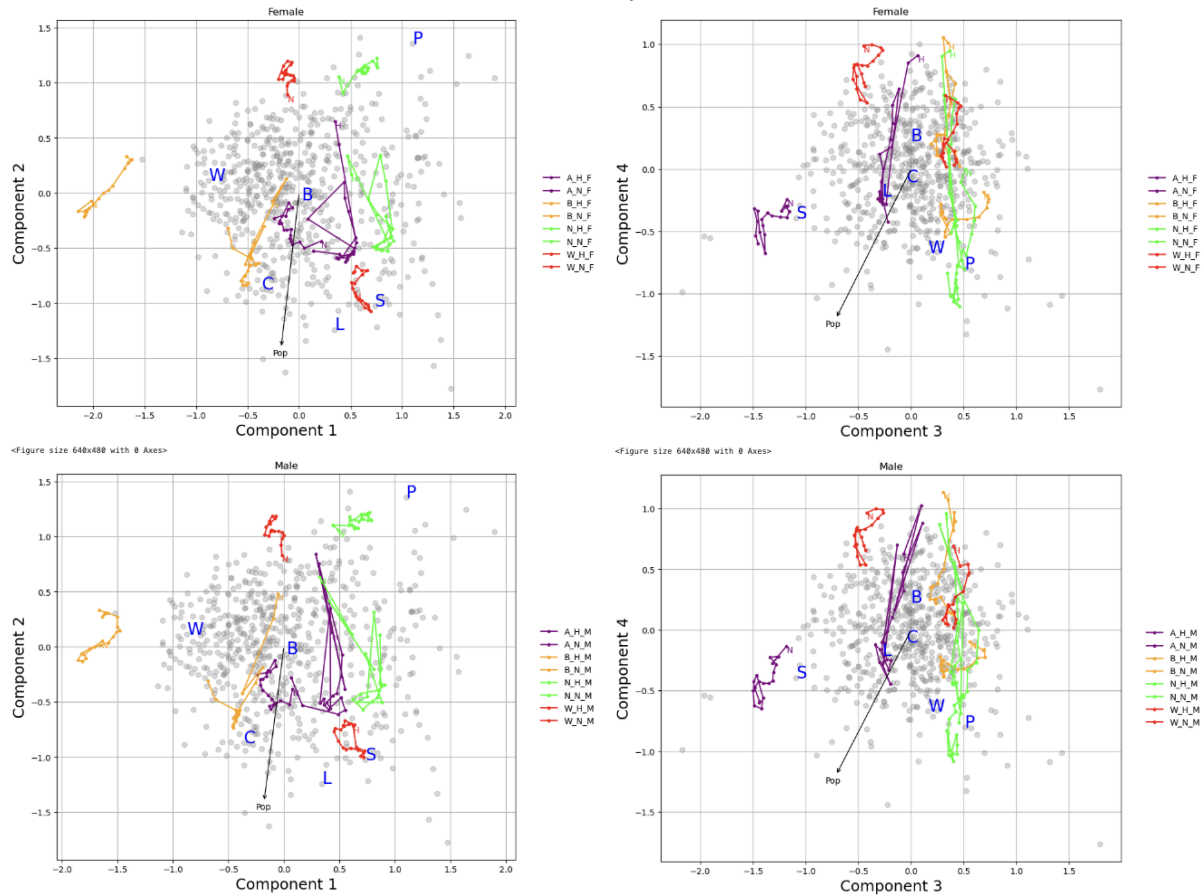 Female
Component 2
1.5
1.0
0.5
0.0
−0.5
−1.0
−1.5
−2.0
−1.5
−1.0
−0.5
0.0
0.5
1.0
1.5
2.0
Component 1
P
W
B
C
S
L
H
N
N
N
Pop
A_H_F
A_N_F
B_H_F
B_N_F
N_H_F
N_N_F
W_H_F
W_N_F
Female
Component 4
1.0
0.5
0.0
−0.5
−1.0
−1.5
−2.0
−1.5
−1.0
−0.5
0.0
0.5
1.0
1.5
Component 3
N
H
H
H
B
C
L
S
N
N
W
P
Pop
A_H_F
A_N_F
B_H_F
B_N_F
N_H_F
N_N_F
W_H_F
W_N_F
<Figure size 640x480 with 0 Axes>
<Figure size 640x480 with 0 Axes>
Male
Component 2
1.5
1.0
0.5
0.0
−0.5
−1.0
−1.5
−2.0
−1.5
−1.0
−0.5
0.0
0.5
1.0
1.5
2.0
Component 1
P
W
B
C
S
L
N
H
Pop
A_H_M
A_N_M
B_H_M
B_N_M
N_H_M
N_N_M
W_H_M
W_N_M
Male
Component 4
1.0
0.5
0.0
−0.5
−1.0
−1.5
−2.0
−1.5
−1.0
−0.5
0.0
0.5
1.0
1.5
Component 3
N
H
B
C
L
N
S
W
P
Pop
A_H_M
A_N_M
B_H_M
B_N_M
N_H_M
N_N_M
W_H_M
W_N_M